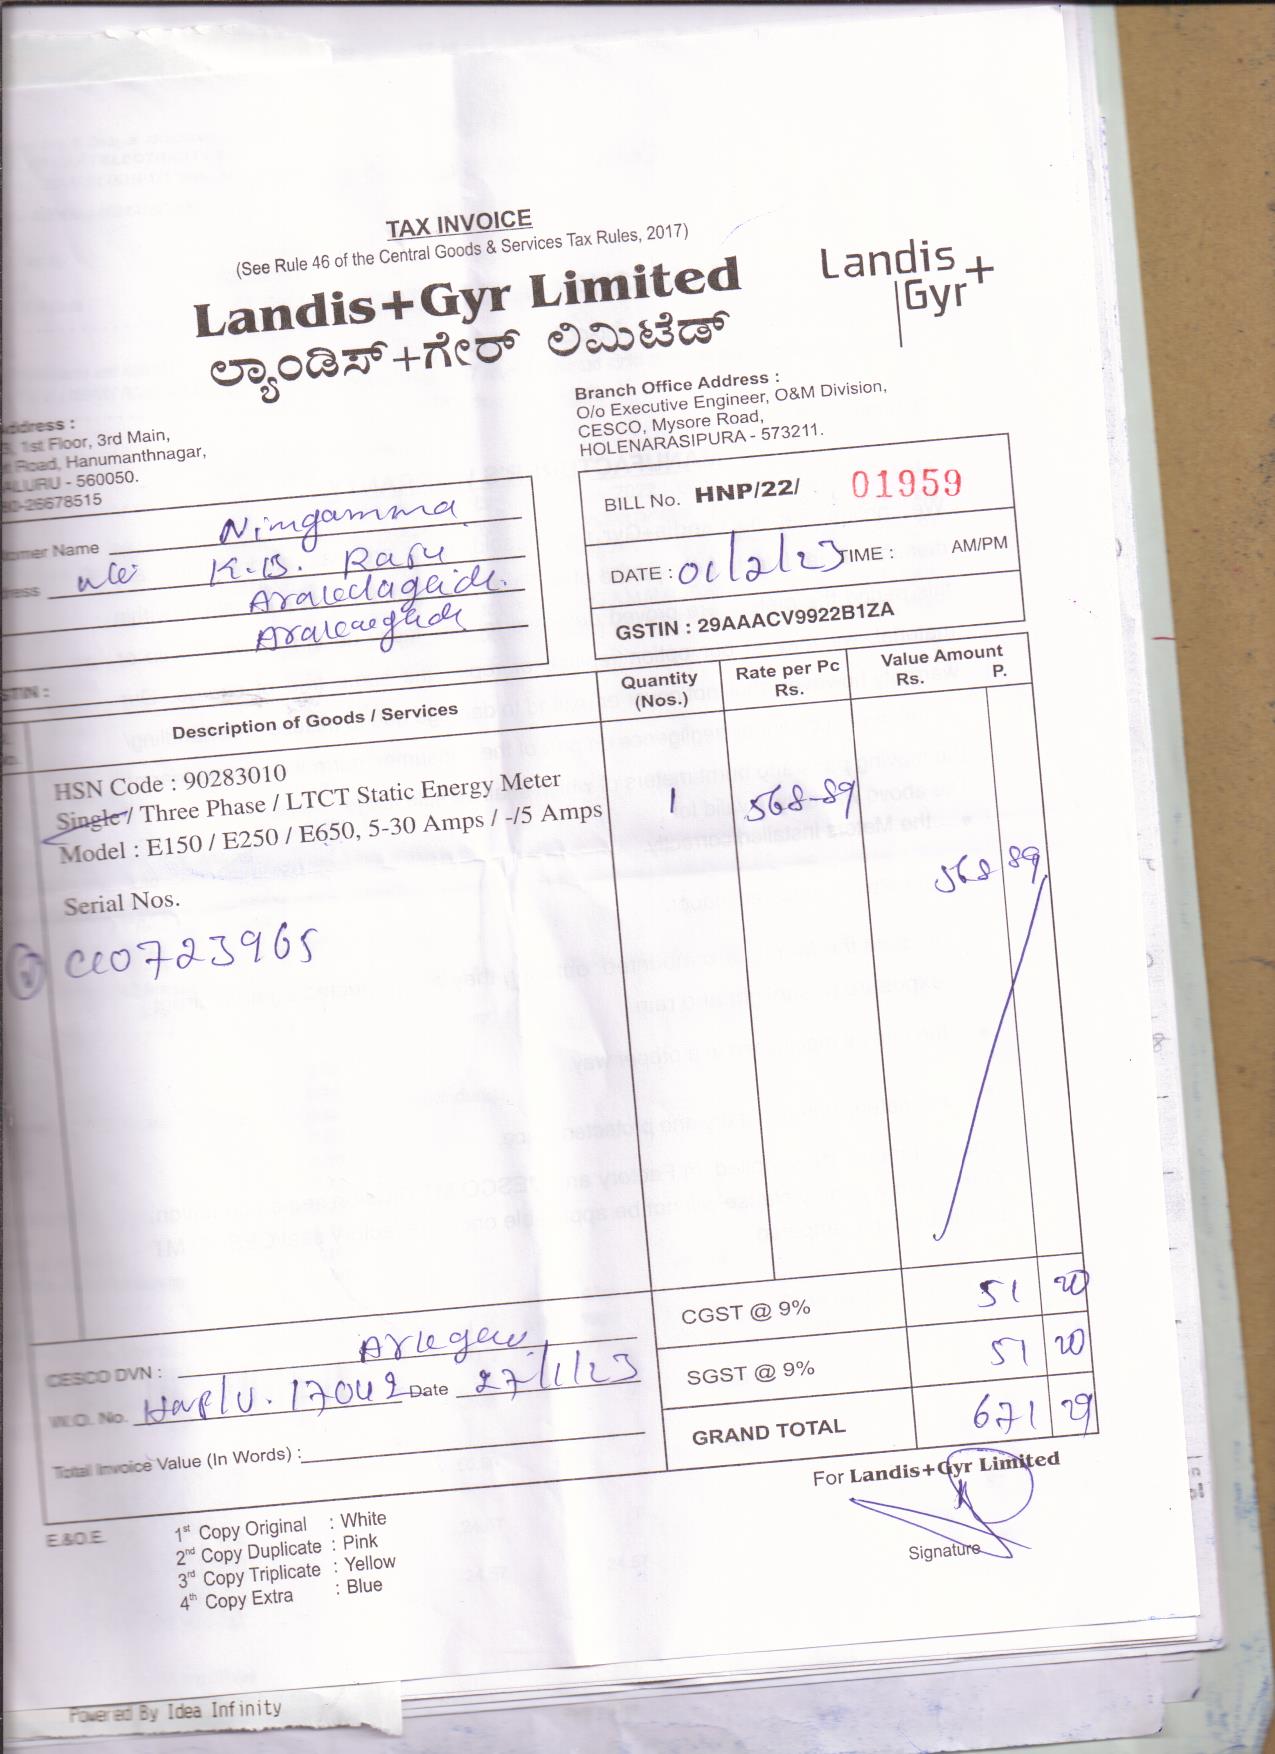 TAX INVOICE
(See Rule 46 of the Central Goods & Services Tax Rules, 2017)
Landis+Gyr Limited
ಲ್ಯಾಂಡಿಸ್+ಗೇರ್ ಲಿಮಿಟೆಡ್
Landis
Gyr+
Address :
1st Floor, 3rd Main,
Road, Hanumanthnagar,
- 560050.
-26678515
Branch Office Address :
O/o Executive Engineer, O&M Division,
CESCO, Mysore Road,
HOLENARASIPURA - 573211.
BILL No. HNP/22/ 01959
DATE : 01/2/23 TIME : AM/PM
GSTIN : 29AAACV9922B1ZA
Name Ningamma
K.B. Raju
Description of Goods / Services
Quantity (Nos.)
Rate per Pc Rs.
Value Amount Rs. P.
HSN Code : 90283010
Single / Three Phase / LTCT Static Energy Meter
Model : E150 / E250 / E650, 5-30 Amps / -/5 Amps
1 568-89
568 89
Serial Nos.
0723965
CGST @ 9% 51 20
SGST @ 9% 51 20
GRAND TOTAL 671 29
CESCO DVN :
W.O. No. 17042 Date 27/1/23
Total Invoice Value (In Words) :
For Landis+Gyr Limited
Signature
E.&O.E.
1st Copy Original : White
2nd Copy Duplicate : Pink
3rd Copy Triplicate : Yellow
4th Copy Extra : Blue
Powered By Idea Infinity